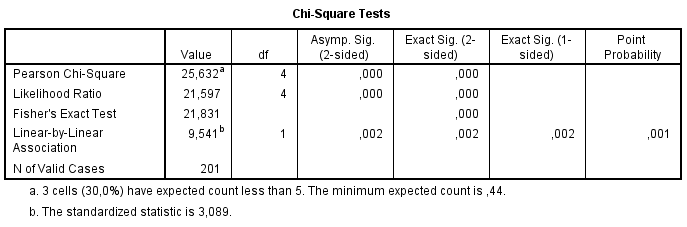 Chi-Square Tests
Value df Asymp. Sig. (2-sided) Exact Sig. (2-sided) Exact Sig. (1-sided) Point Probability
Pearson Chi-Square 25,632a 4 ,000 ,000
Likelihood Ratio 21,597 4 ,000 ,000
Fisher's Exact Test 21,831 ,000
Linear-by-Linear Association 9,541b 1 ,002 ,002 ,002 ,001
N of Valid Cases 201
a. 3 cells (30,0%) have expected count less than 5. The minimum expected count is ,44.
b. The standardized statistic is 3,089.